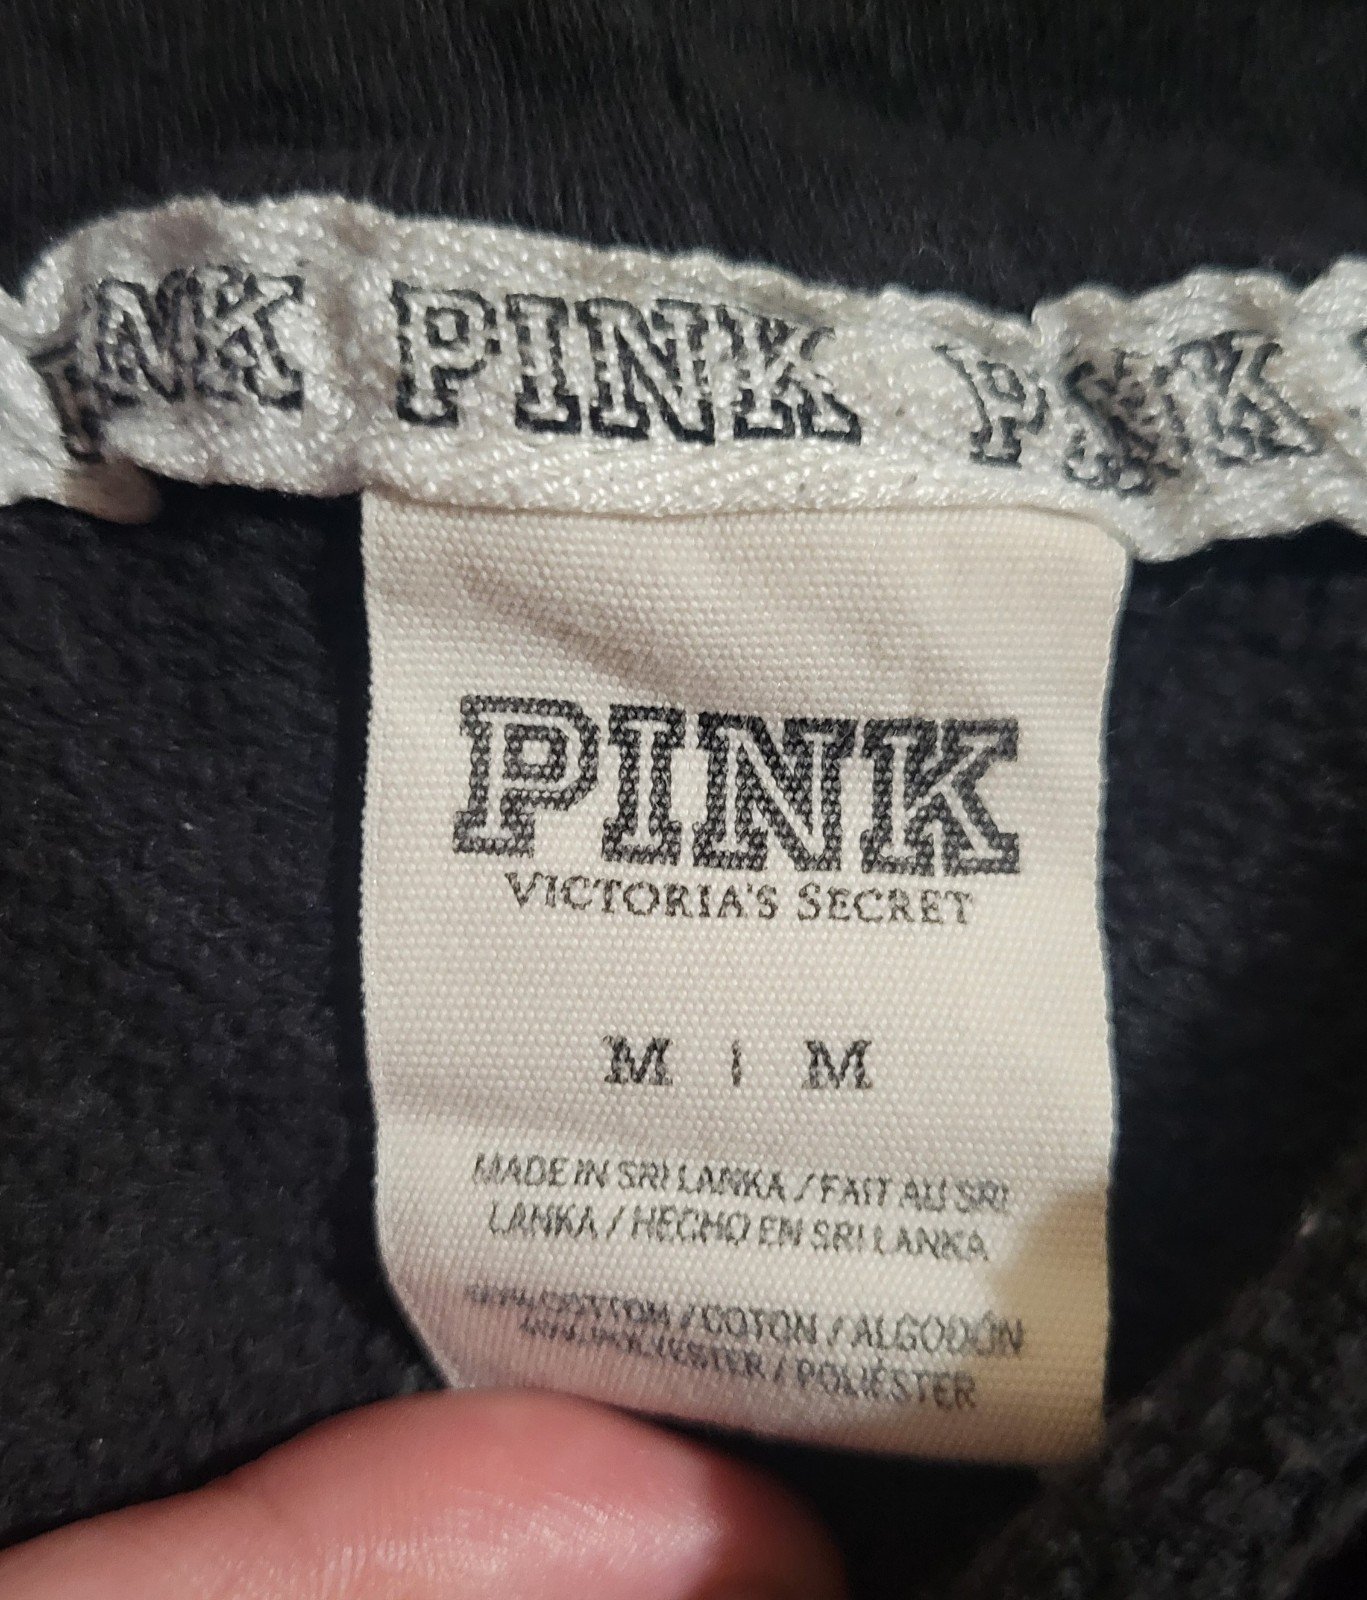 PINK PINK
PINK
VICTORIA'S SECRET
M | M
MADE IN SRI LANKA / FAIT AU SRI
LANKA / HECHO EN SRI LANKA
COTTON / COTON / ALGODÓN
POLYESTER / POLIÉSTER